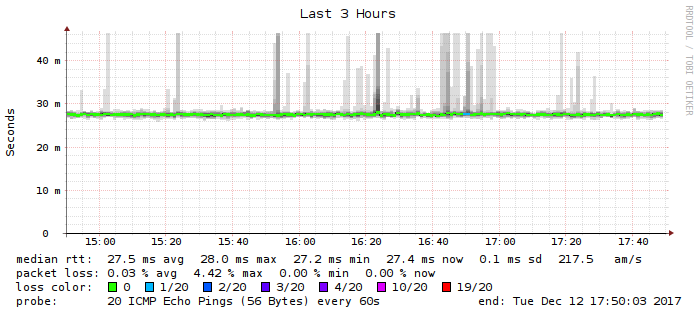 Last 3 Hours
RRDTOOL / TOBI OETIKER
Seconds
40 m
30 m
20 m
10 m
0
15:00 15:20 15:40 16:00 16:20 16:40 17:00 17:20 17:40
median rtt: 27.5 ms avg 28.0 ms max 27.2 ms min 27.4 ms now 0.1 ms sd 217.5 am/s
packet loss: 0.03 % avg 4.42 % max 0.00 % min 0.00 % now
loss color: 0 1/20 2/20 3/20 4/20 10/20 19/20
probe: 20 ICMP Echo Pings (56 Bytes) every 60s end: Tue Dec 12 17:50:03 2017